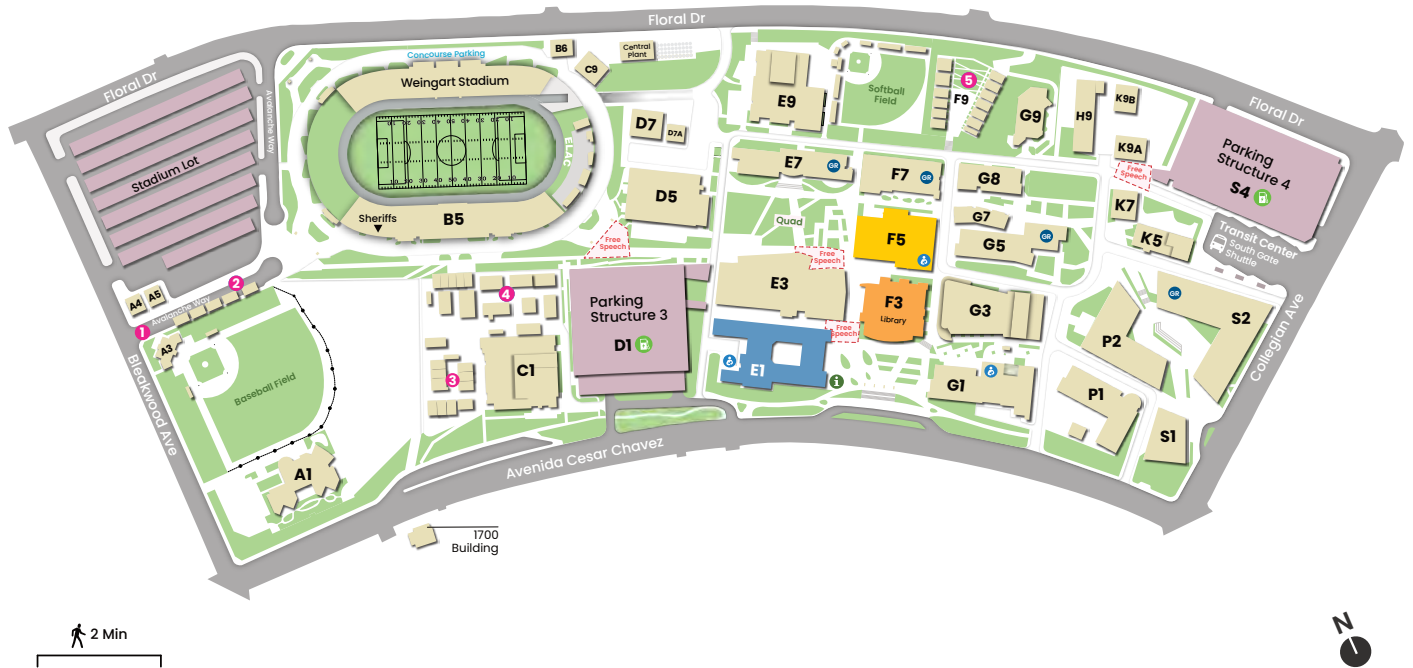 Floral Dr
Floral Dr
Floral Dr
Concourse Parking
Weingart Stadium
B6
C9
Central
Plant
E9
Softball
Field
5
F9
G9
H9
K9B
K9A
Free
Speech
Parking
Structure 4
S4
Avalanche Way
Stadium Lot
ELAC
D7
D7A
E7
GR
F7
GR
G8
D5
Sheriffs
B5
Free
Speech
Quad
F5
G7
G5
GR
K7
K5
Transit Center
South Gate
Shuttle
Free
Speech
E3
F3
Library
G3
GR
S2
Collegian Ave
2
A4
A5
Avalanche Way
1
A3
4
Parking
Structure 3
D1
Free
Speech
P2
Bleakwood Ave
Baseball Field
3
C1
E1
i
G1
P1
S1
A1
Avenida Cesar Chavez
1700
Building
2 Min
N